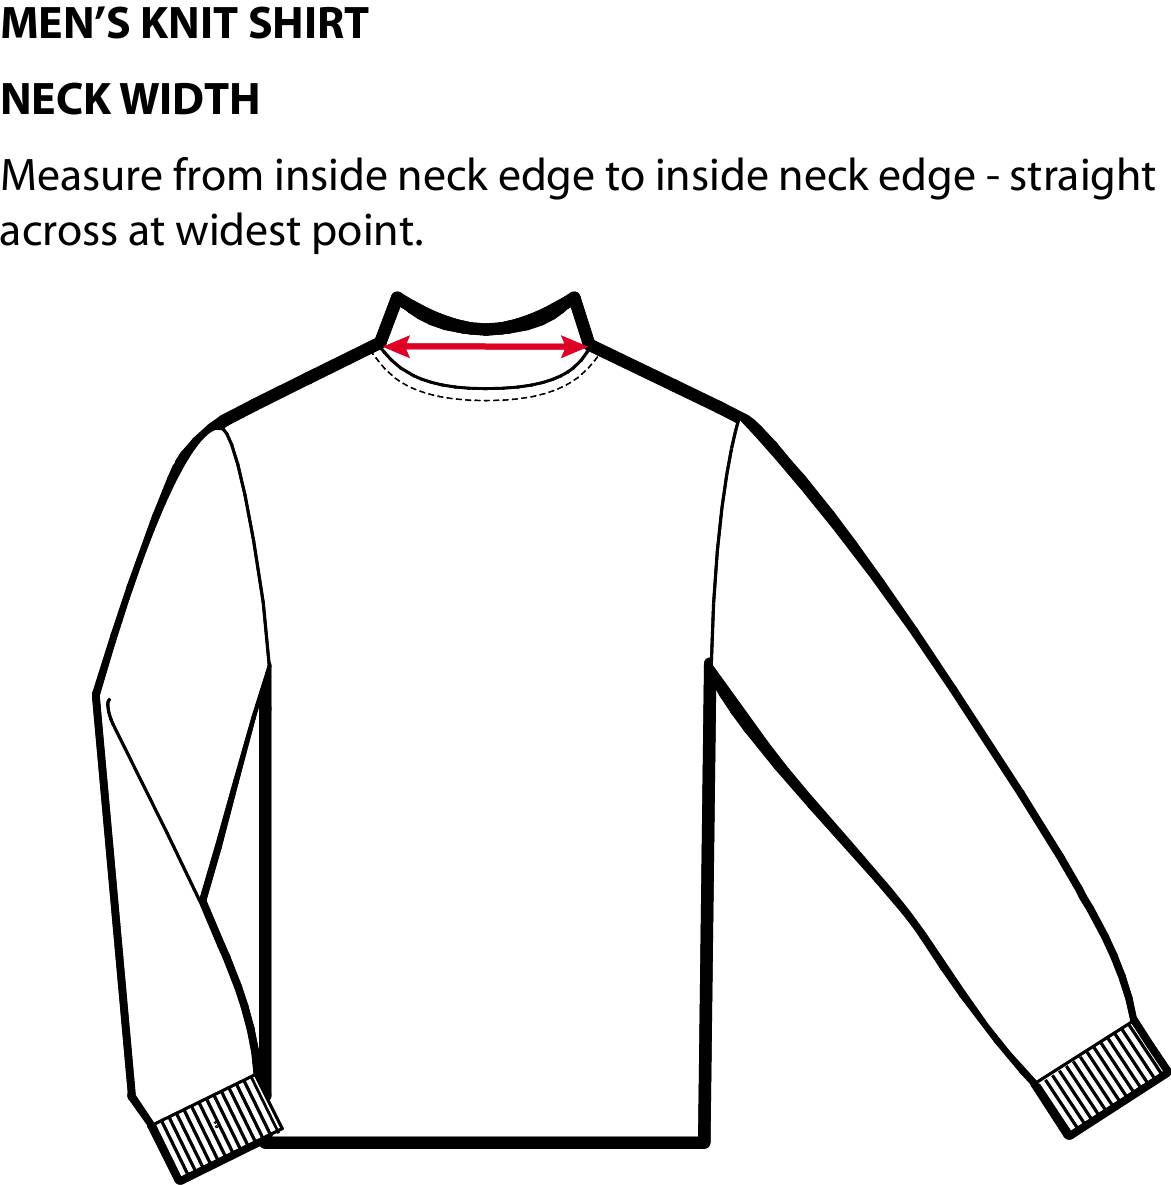 MEN’S KNIT SHIRT
NECK WIDTH
Measure from inside neck edge to inside neck edge - straight
across at widest point.